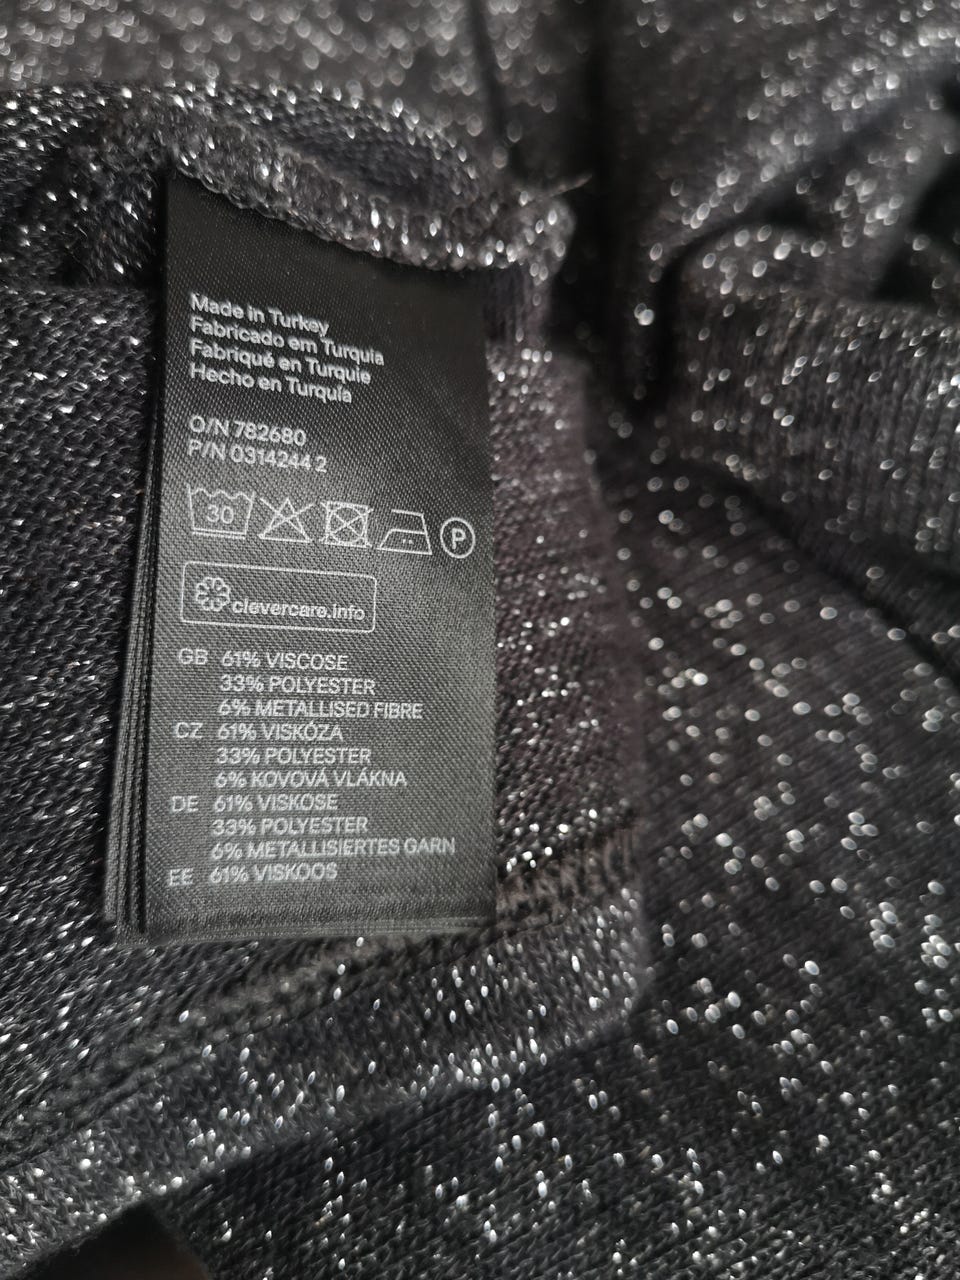 Made in Turkey
Fabricado em Turquia
Fabriqué en Turquie
Hecho en Turquia
O/N 782680
P/N 0314244 2
30 P
clevercare.info
GB 61% VISCOSE
33% POLYESTER
6% METALLISED FIBRE
CZ 61% VISKÓZA
33% POLYESTER
6% KOVOVÁ VLÁKNA
DE 61% VISKOSE
33% POLYESTER
6% METALLISIERTES GARN
EE 61% VISKOOS